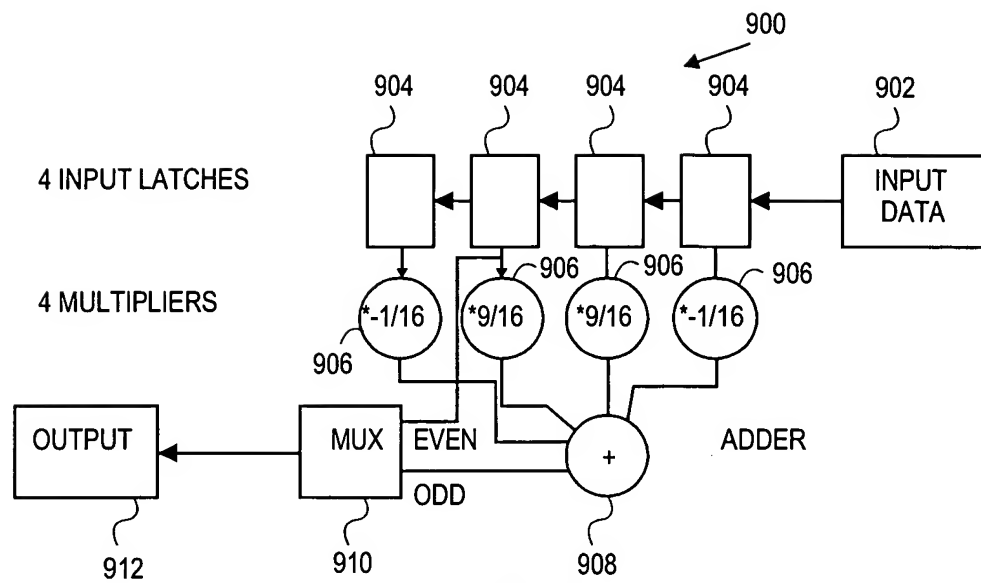 900
904 904 904 904 902
4 INPUT LATCHES
INPUT
DATA
906 906 906
4 MULTIPLIERS
*-1/16 *9/16 *9/16 *-1/16
906
OUTPUT MUX EVEN + ADDER
ODD
912 910 908